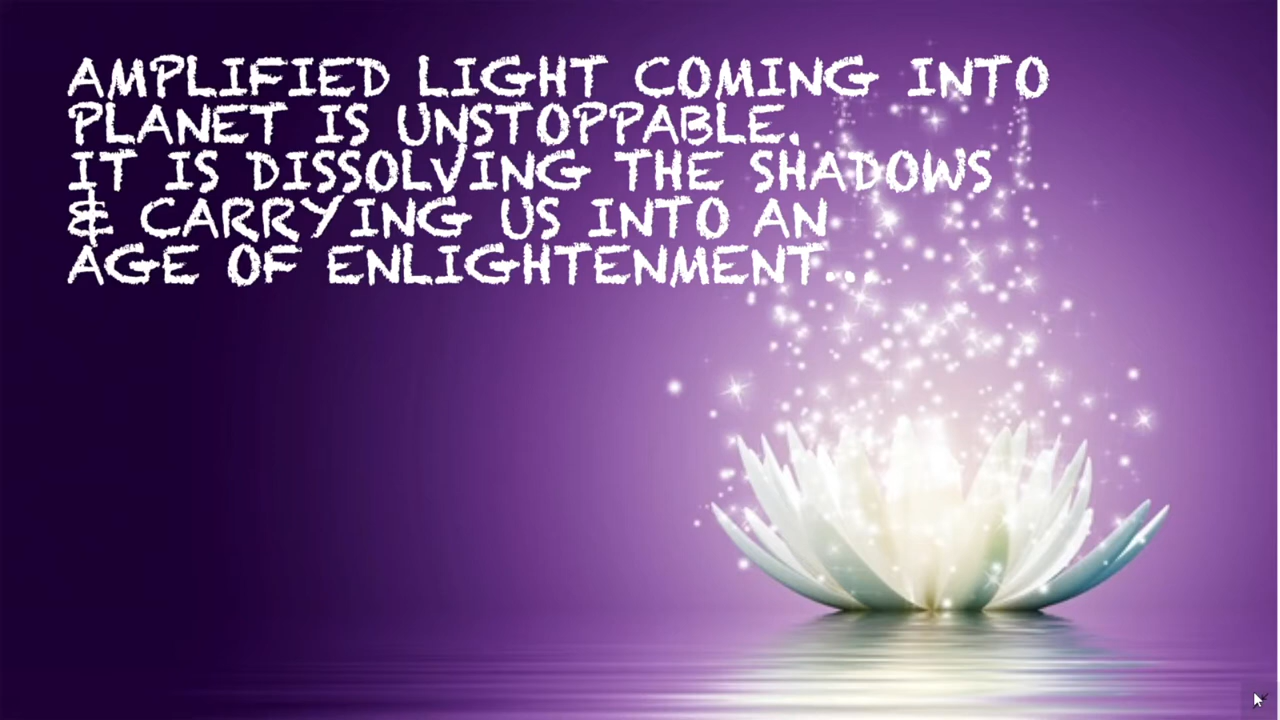 AMPLIFIED LIGHT COMING INTO
PLANET IS UNSTOPPABLE.
IT IS DISSOLVING THE SHADOWS
& CARRYING US INTO AN
AGE OF ENLIGHTENMENT...